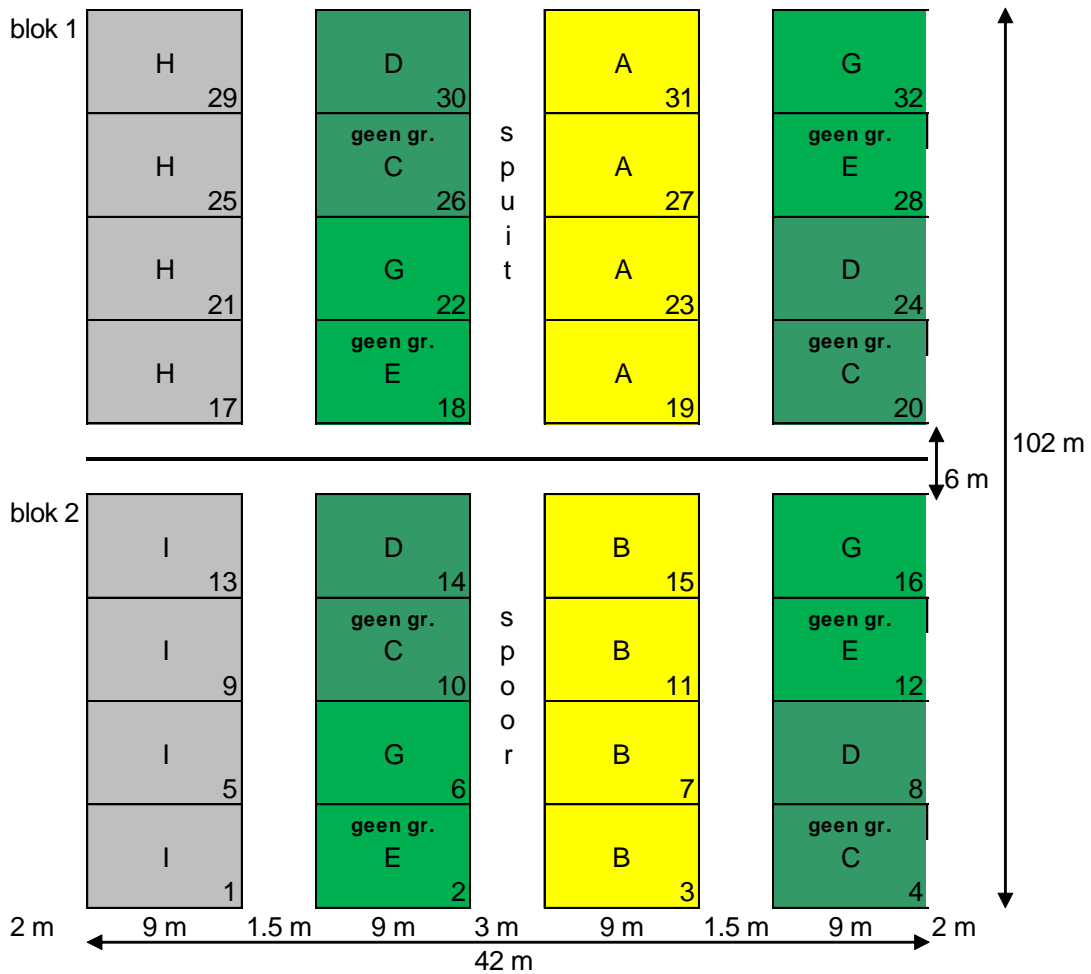 blok 1
H
29
D
30
A
31
G
32
H
25
geen gr.
C
26
A
27
geen gr.
E
28
H
21
G
22
A
23
D
24
H
17
geen gr.
E
18
A
19
geen gr.
C
20
s
p
u
i
t
102 m
6 m
blok 2
I
13
D
14
B
15
G
16
I
9
geen gr.
C
10
B
11
geen gr.
E
12
I
5
G
6
B
7
D
8
I
1
geen gr.
E
2
B
3
geen gr.
C
4
s
p
o
o
r
2 m 9 m 1.5 m 9 m 3 m 9 m 1.5 m 9 m 2 m
42 m